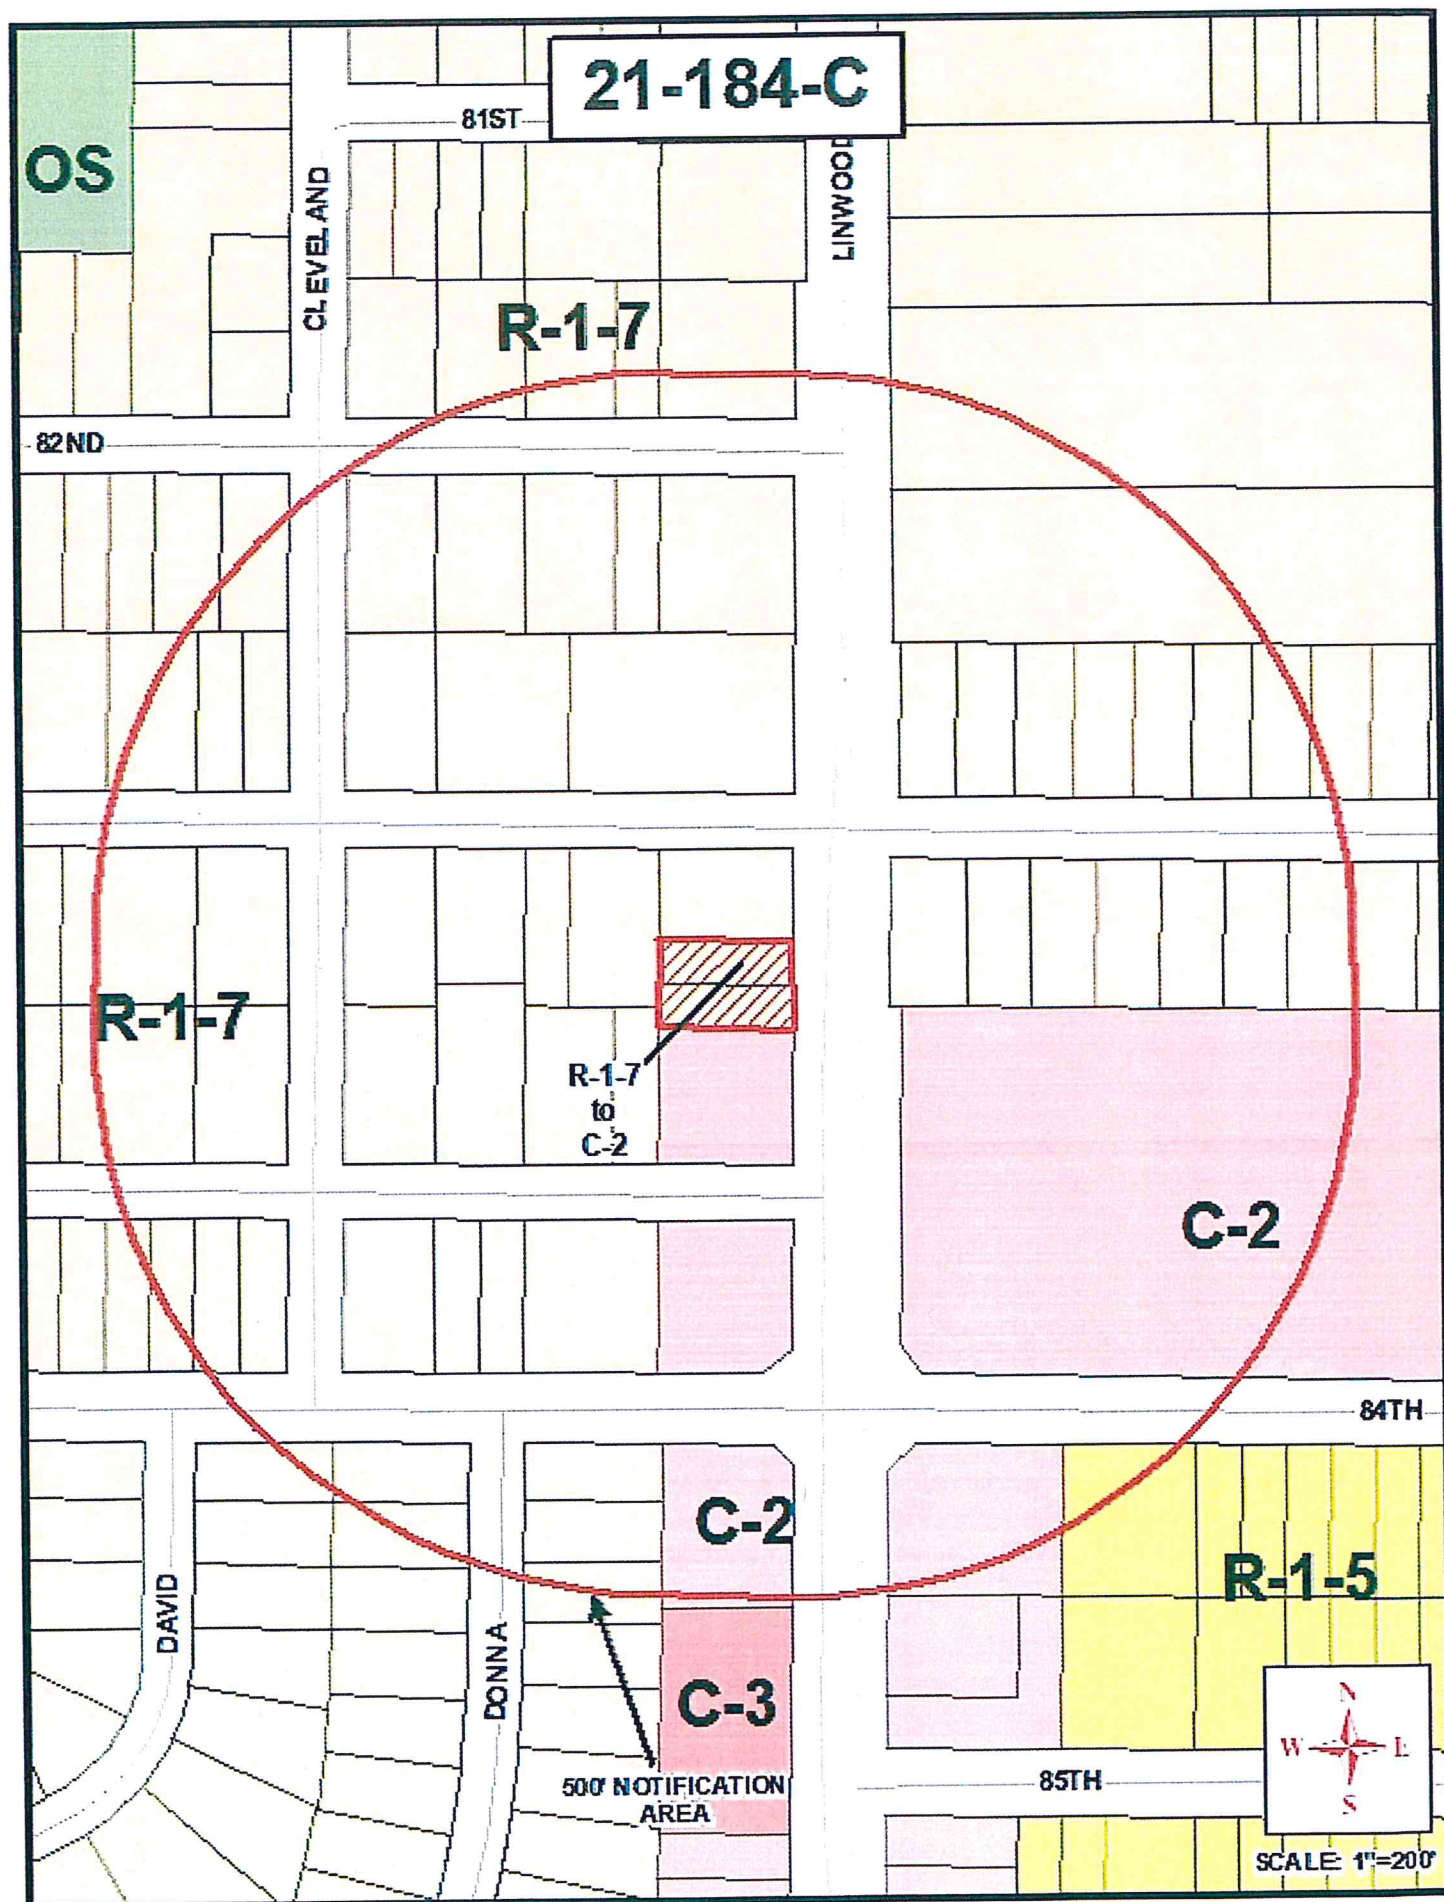 21-184-C
81ST
OS
CLEVELAND
LINWOOD
R-1-7
82ND
R-1-7
R-1-7
to
C-2
C-2
84TH
C-2
R-1-5
DAVID
DONNA
C-3
500' NOTIFICATION
AREA
85TH
N
W E
S
SCALE: 1"=200'